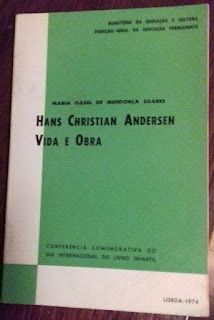 MINISTÉRIO DA EDUCAÇÃO E CULTURA
DIRECÇÃO-GERAL DA EDUCAÇÃO PERMANENTE
MARIA ISABEL DE MENDONÇA SOARES
HANS CHRISTIAN ANDERSEN
VIDA E OBRA
CONFERÊNCIA COMEMORATIVA DO
DIA INTERNACIONAL DO LIVRO INFANTIL
LISBOA-1974